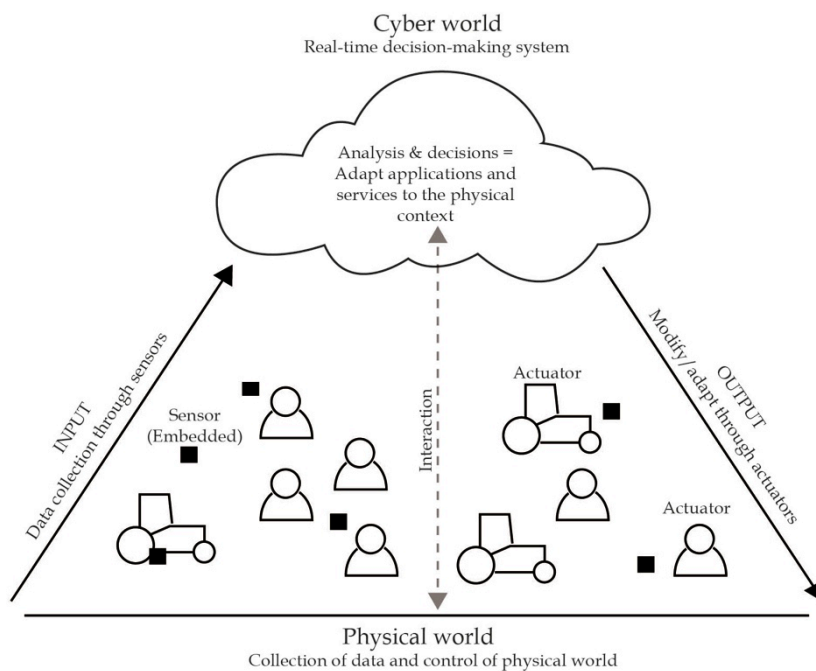 Cyber world
Real-time decision-making system
Analysis & decisions =
Adapt applications and
services to the physical
context
INPUT
Data collection through sensors
Sensor
(Embedded)
Interaction
Actuator
Actuator
OUTPUT
Modify/adapt through actuators
Physical world
Collection of data and control of physical world